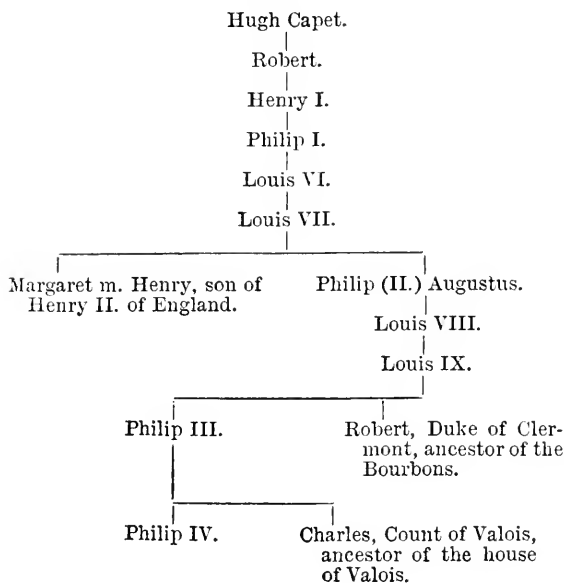 Hugh Capet.
Robert.
Henry I.
Philip I.
Louis VI.
Louis VII.
Margaret m. Henry, son of
Henry II. of England.
Philip (II.) Augustus.
Louis VIII.
Louis IX.
Philip III.
Robert, Duke of Cler-
mont, ancestor of the
Bourbons.
Philip IV.
Charles, Count of Valois,
ancestor of the house
of Valois.